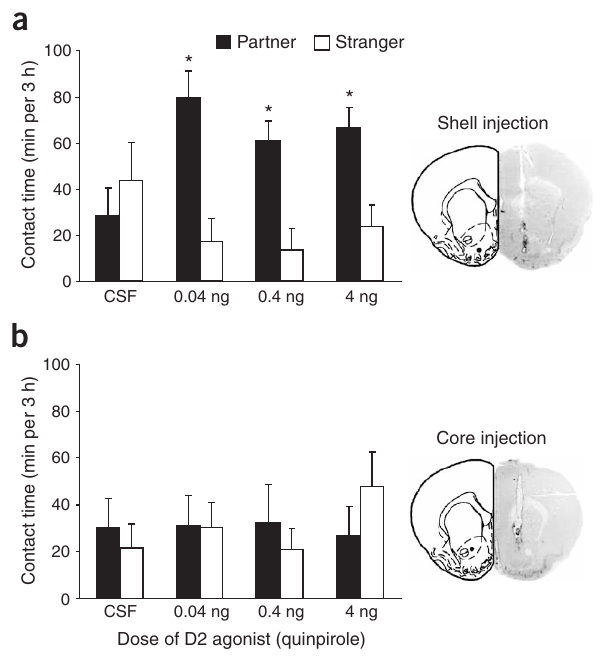 a
Partner Stranger
Contact time (min per 3 h)
100
80
60
40
20
0
* * *
CSF 0.04 ng 0.4 ng 4 ng
Shell injection
b
Contact time (min per 3 h)
100
80
60
40
20
0
CSF 0.04 ng 0.4 ng 4 ng
Dose of D2 agonist (quinpirole)
Core injection